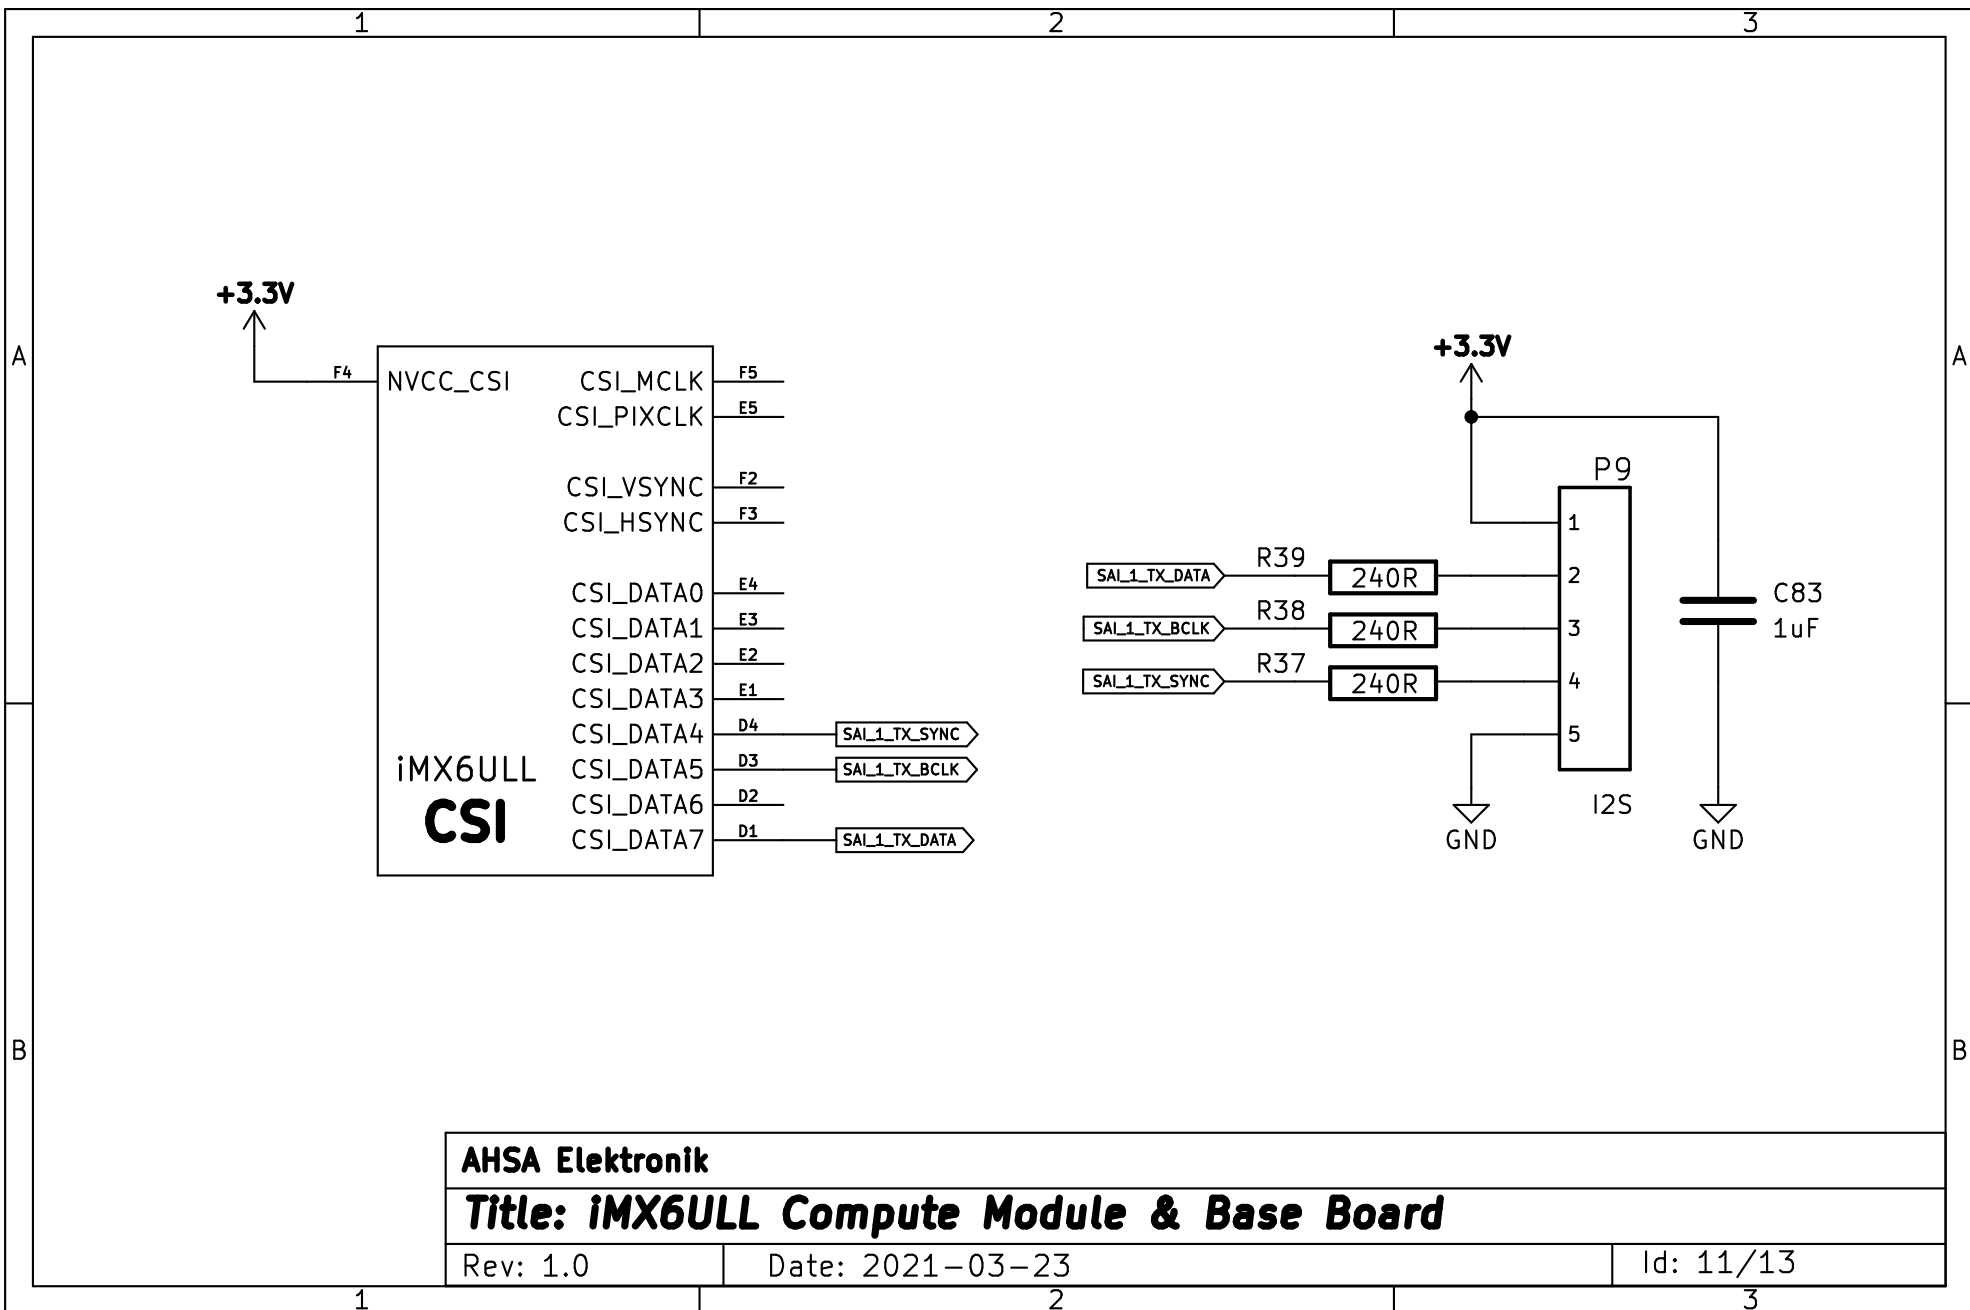 1 2 3
A A
+3.3V
F4 NVCC_CSI CSI_MCLK F5
CSI_PIXCLK E5
CSI_VSYNC F2
CSI_HSYNC F3
CSI_DATA0 E4
CSI_DATA1 E3
CSI_DATA2 E2
CSI_DATA3 E1
CSI_DATA4 D4 SAI_1_TX_SYNC
iMX6ULL CSI_DATA5 D3 SAI_1_TX_BCLK
CSI CSI_DATA6 D2
CSI_DATA7 D1 SAI_1_TX_DATA
+3.3V
P9
1
SAI_1_TX_DATA R39 240R 2
SAI_1_TX_BCLK R38 240R 3
SAI_1_TX_SYNC R37 240R 4
5
I2S
GND
C83
1uF
GND
B B
AHSA Elektronik
Title: iMX6ULL Compute Module & Base Board
Rev: 1.0 Date: 2021-03-23 Id: 11/13
1 2 3